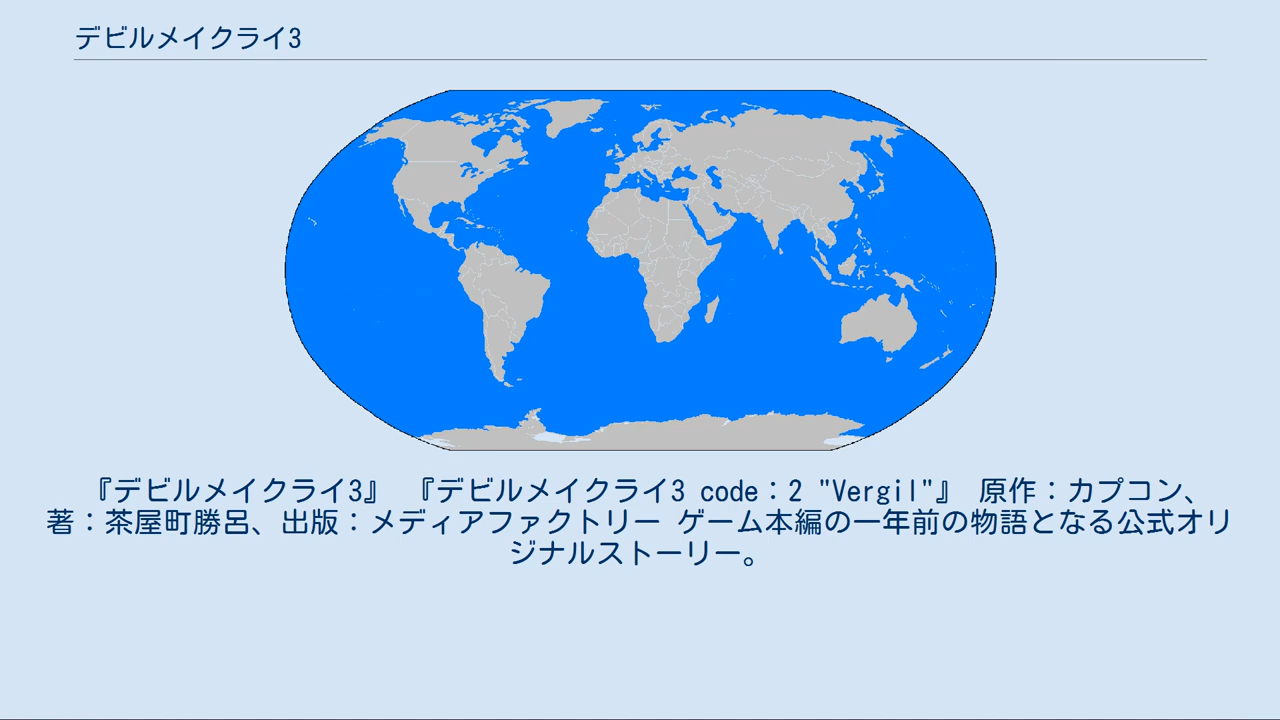 デビルメイクライ3
『デビルメイクライ3』 『デビルメイクライ3 code：2 "Vergil"』 原作：カプコン、
著：茶屋町勝呂、出版：メディアファクトリー ゲーム本編の一年前の物語となる公式オリ
ジナルストーリー。